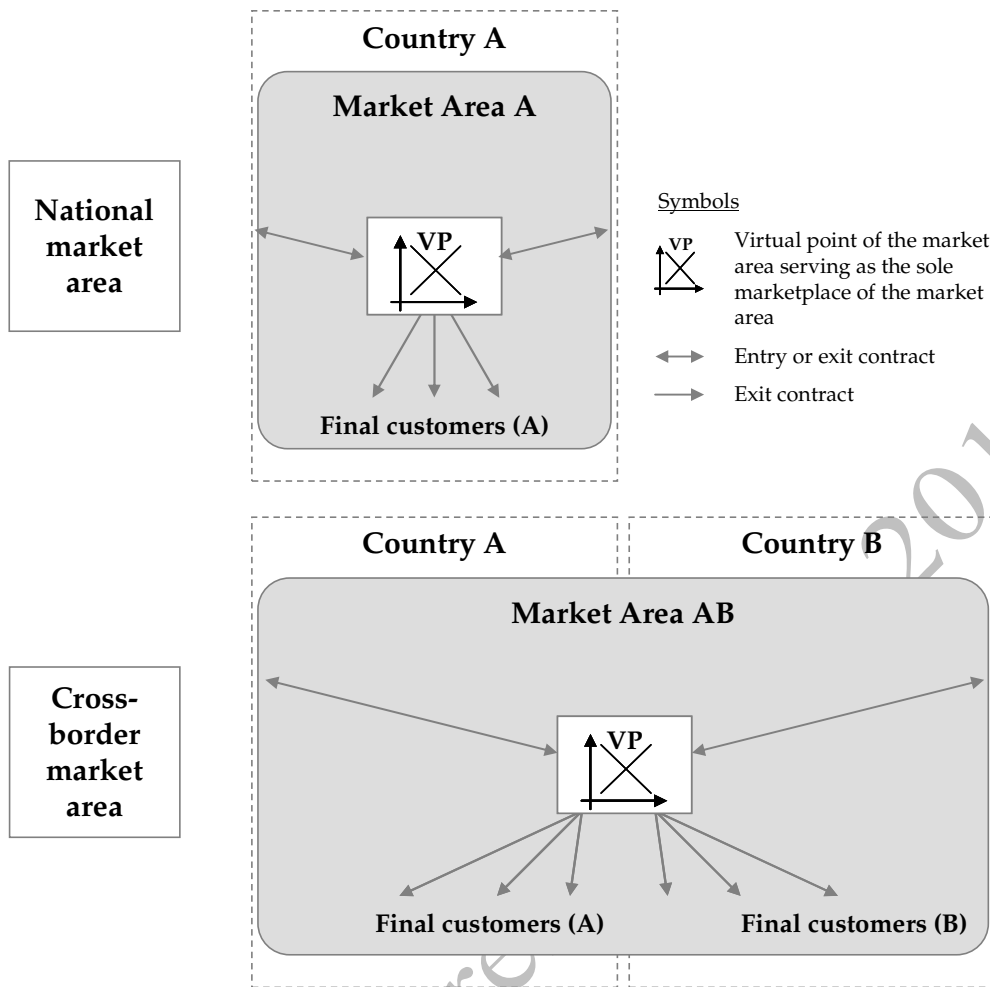 Country A
Market Area A
National
market
area
VP
Final customers (A)
Symbols
VP
Virtual point of the market
area serving as the sole
marketplace of the market
area
Entry or exit contract
Exit contract
Country A
Country B
Market Area AB
Cross-
border
market
area
VP
Final customers (A)
Final customers (B)